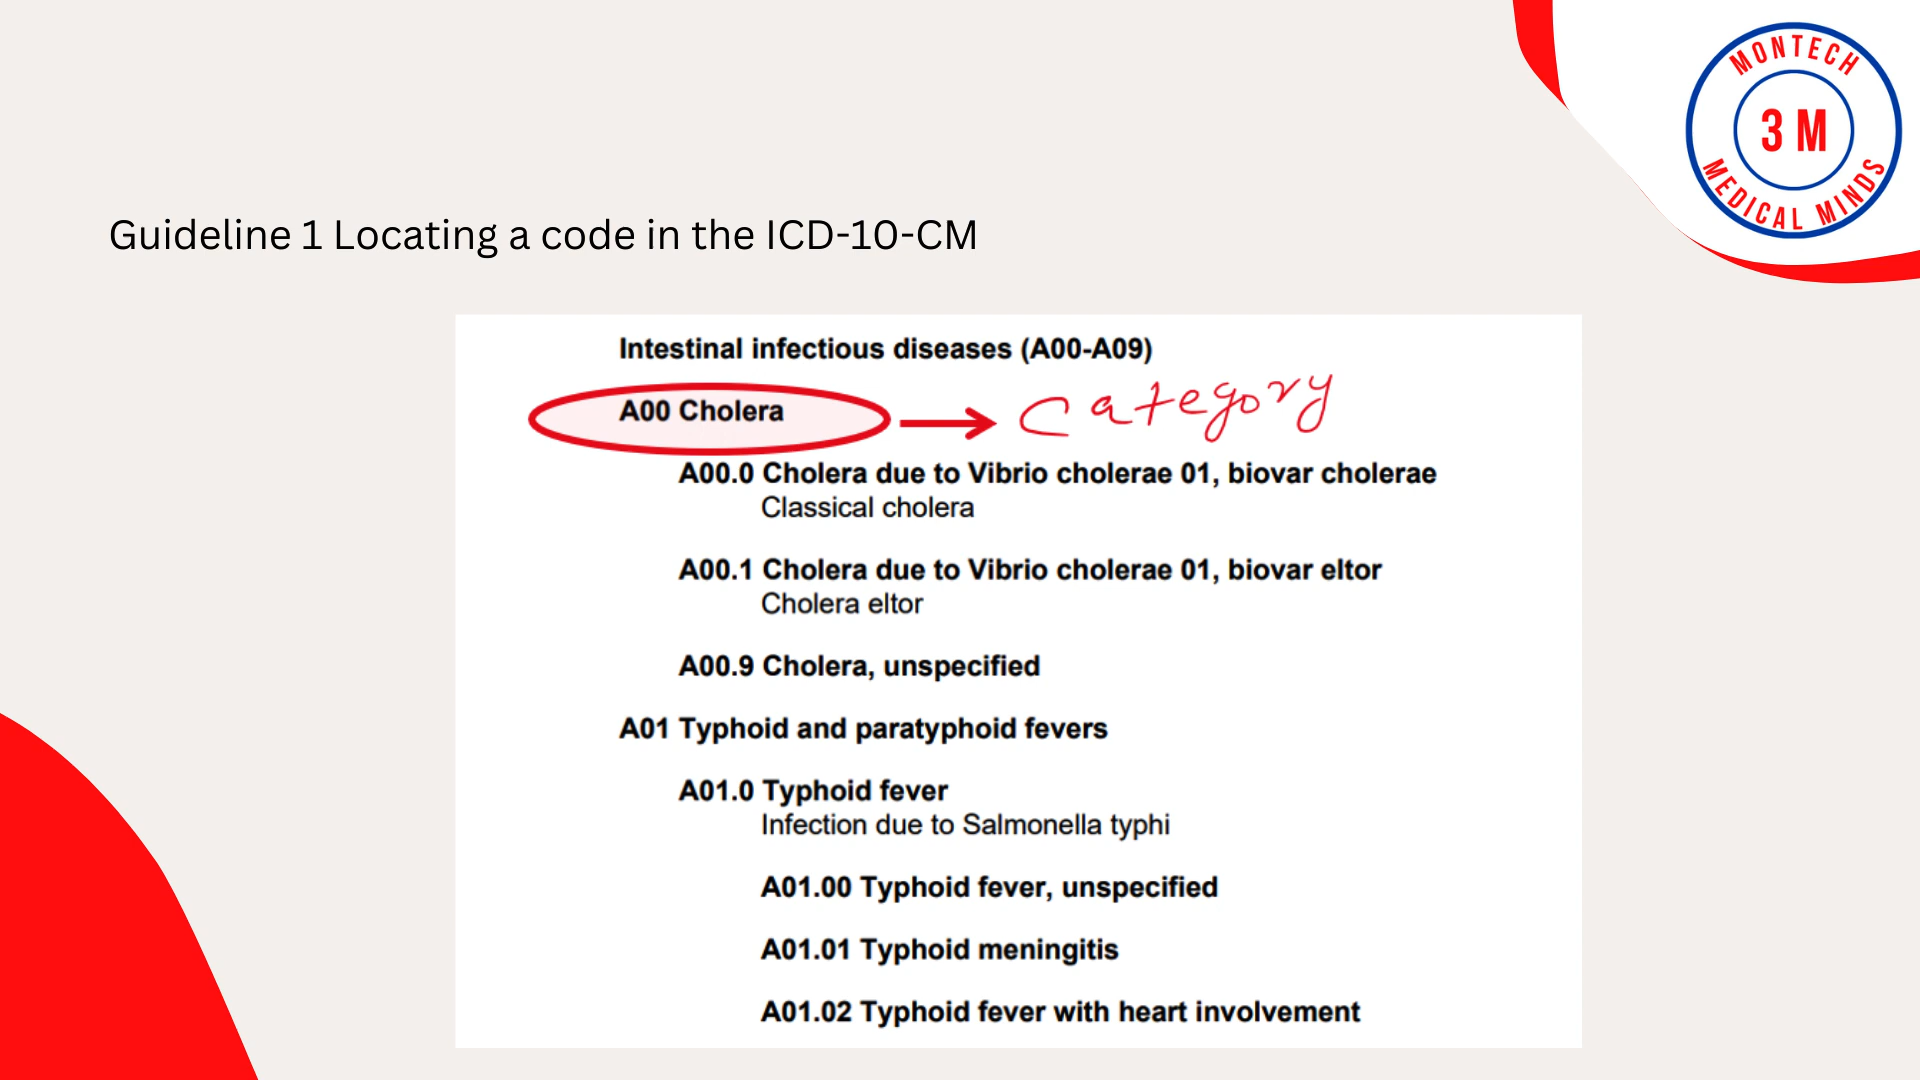 MONTECH
3 M
MEDICAL MINDS
Guideline 1 Locating a code in the ICD-10-CM
Intestinal infectious diseases (A00-A09)
A00 Cholera
Category
A00.0 Cholera due to Vibrio cholerae 01, biovar cholerae
Classical cholera
A00.1 Cholera due to Vibrio cholerae 01, biovar eltor
Cholera eltor
A00.9 Cholera, unspecified
A01 Typhoid and paratyphoid fevers
A01.0 Typhoid fever
Infection due to Salmonella typhi
A01.00 Typhoid fever, unspecified
A01.01 Typhoid meningitis
A01.02 Typhoid fever with heart involvement